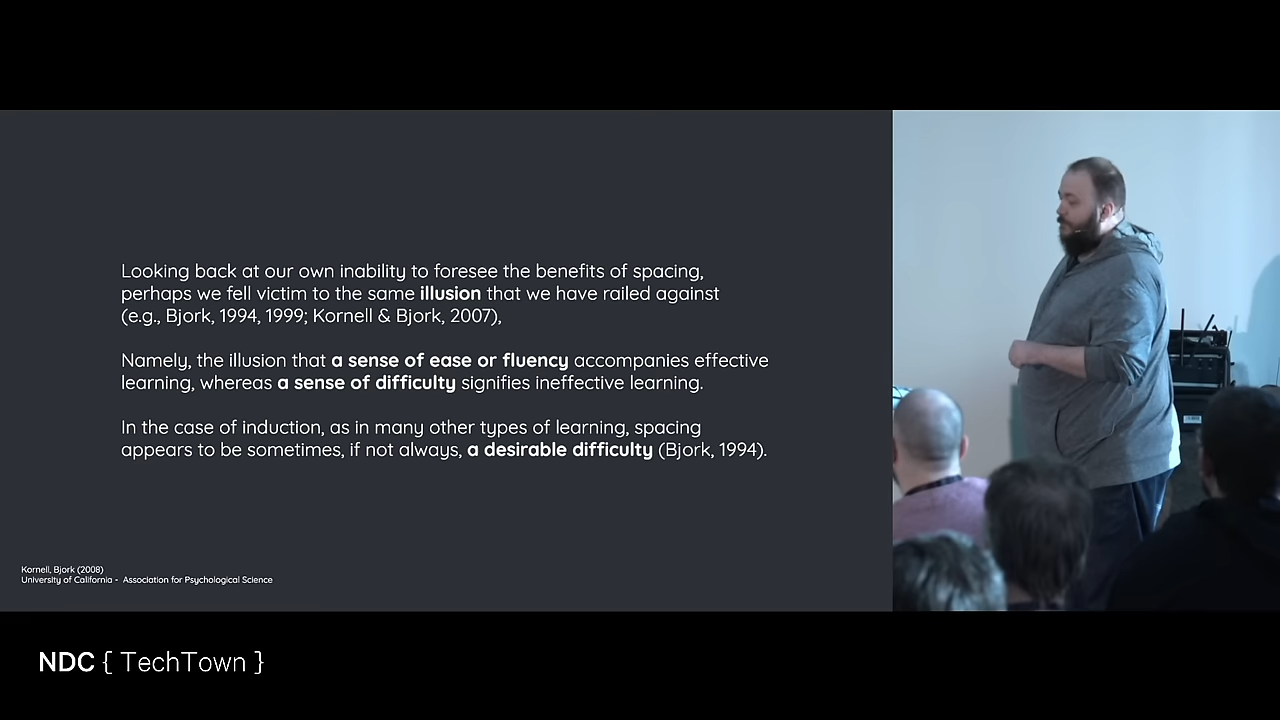 Looking back at our own inability to foresee the benefits of spacing,
perhaps we fell victim to the same illusion that we have railed against
(e.g., Bjork, 1994, 1999; Kornell & Bjork, 2007),
Namely, the illusion that a sense of ease or fluency accompanies effective
learning, whereas a sense of difficulty signifies ineffective learning.
In the case of induction, as in many other types of learning, spacing
appears to be sometimes, if not always, a desirable difficulty (Bjork, 1994).
Kornell, Bjork (2008)
University of California - Association for Psychological Science
NDC { TechTown }